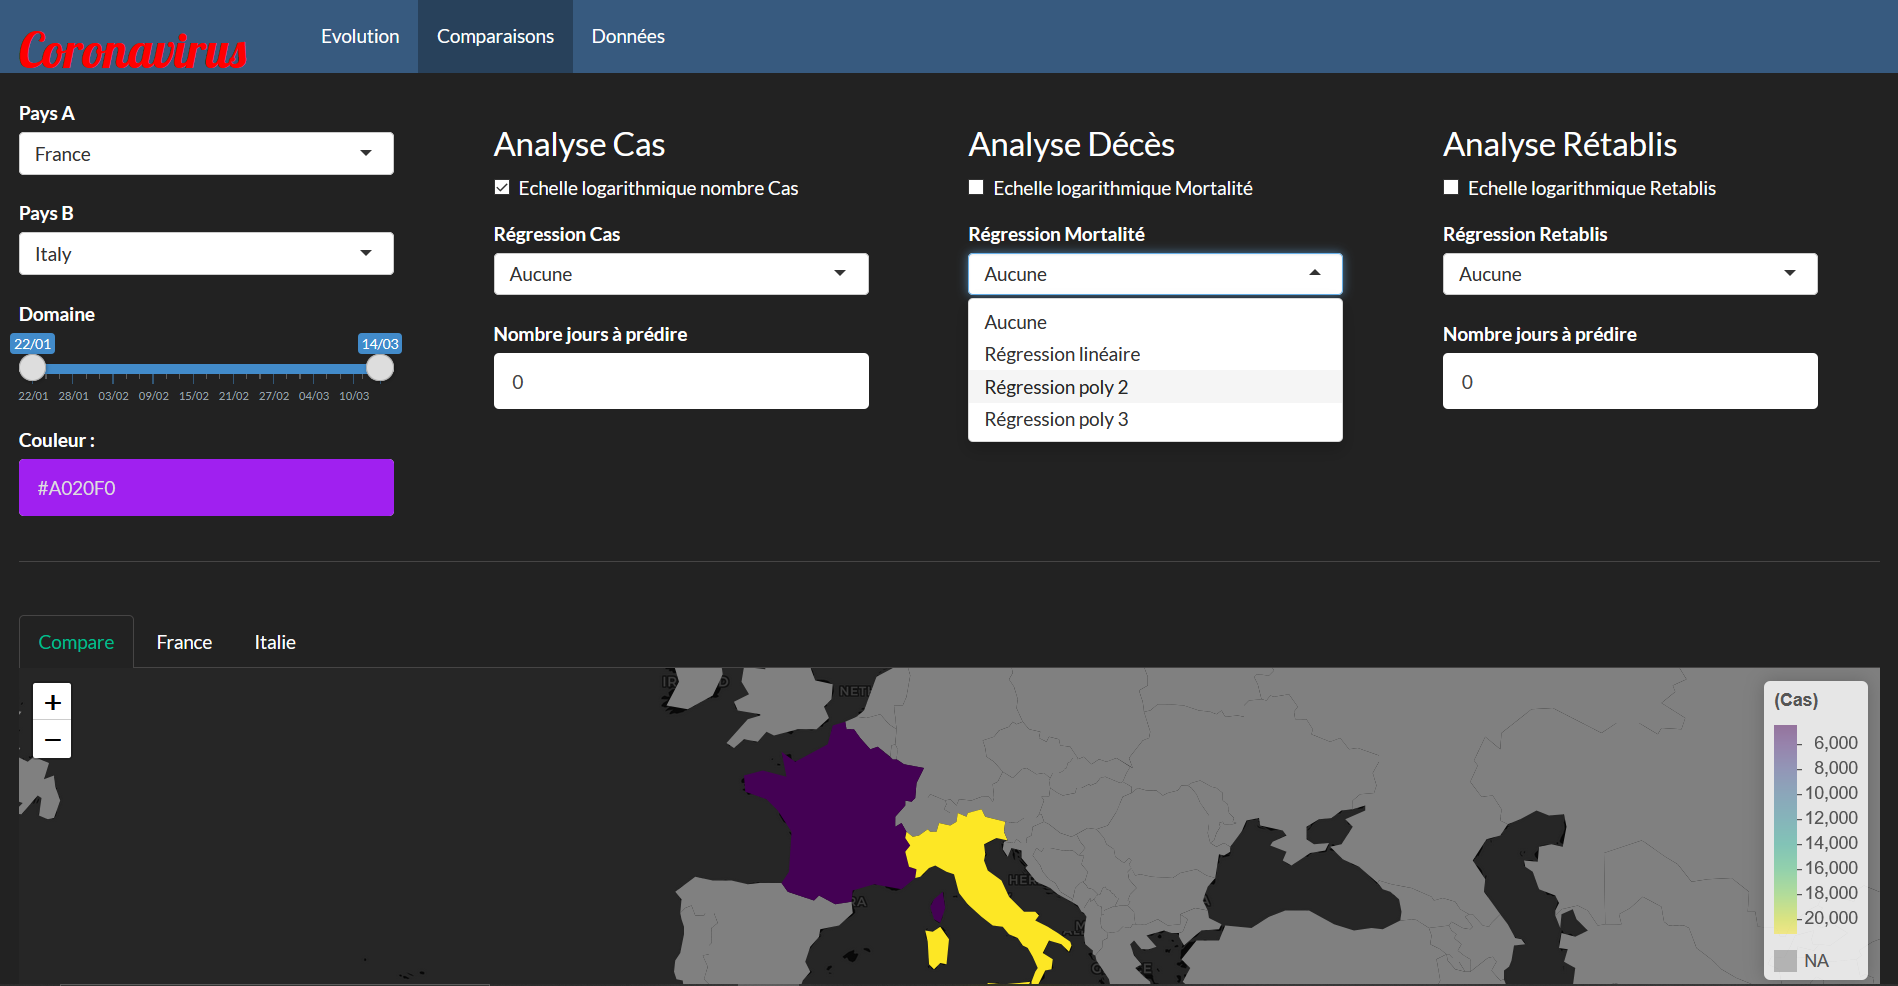 Coronavirus
Evolution
Comparaisons
Données
Pays A
France
Pays B
Italy
Domaine
22/01
14/03
22/01 28/01 03/02 09/02 15/02 21/02 27/02 04/03 10/03
Couleur :
#A020F0
Analyse Cas
Echelle logarithmique nombre Cas
Régression Cas
Aucune
Nombre jours à prédire
0
Analyse Décès
Echelle logarithmique Mortalité
Régression Mortalité
Aucune
Aucune
Régression linéaire
Régression poly 2
Régression poly 3
Analyse Rétablis
Echelle logarithmique Retablis
Régression Retablis
Aucune
Nombre jours à prédire
0
Compare
France
Italie
+
−
NETH
HER
(Cas)
6,000
8,000
10,000
12,000
14,000
16,000
18,000
20,000
NA